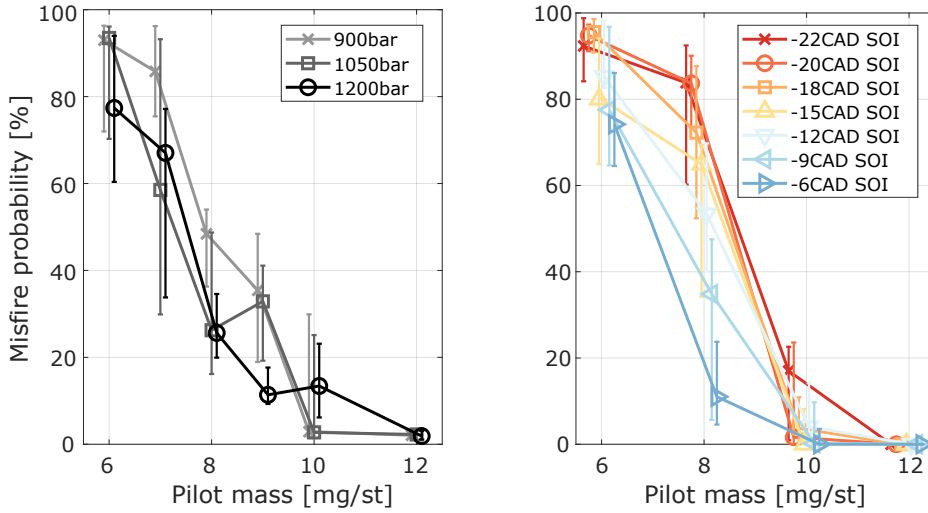 Misfire probability [%]
100
80
60
40
20
0
6
8
10
12
Pilot mass [mg/st]
900bar
1050bar
1200bar
100
80
60
40
20
0
6
8
10
12
Pilot mass [mg/st]
-22CAD SOI
-20CAD SOI
-18CAD SOI
-15CAD SOI
-12CAD SOI
-9CAD SOI
-6CAD SOI